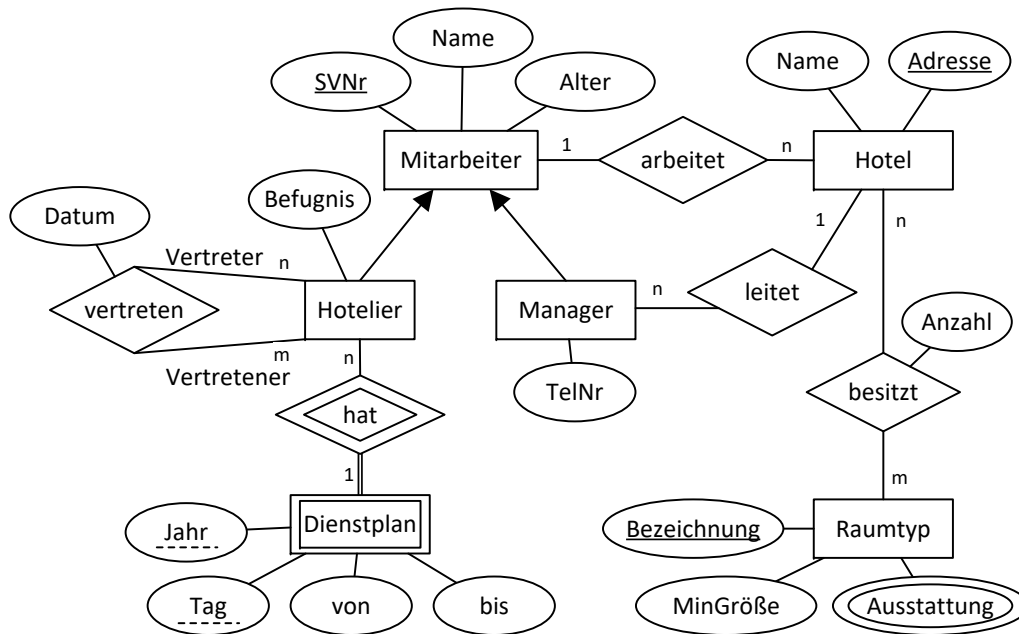 Name
Name
Adresse
SVNr
Alter
Mitarbeiter
1
arbeitet
n
Hotel
Befugnis
Datum
1
n
Vertreter
n
vertreten
Hotelier
Manager
n
leitet
Anzahl
m
n
Vertretener
TelNr
besitzt
hat
1
m
Jahr
Dienstplan
Bezeichnung
Raumtyp
Tag
von
bis
MinGröße
Ausstattung